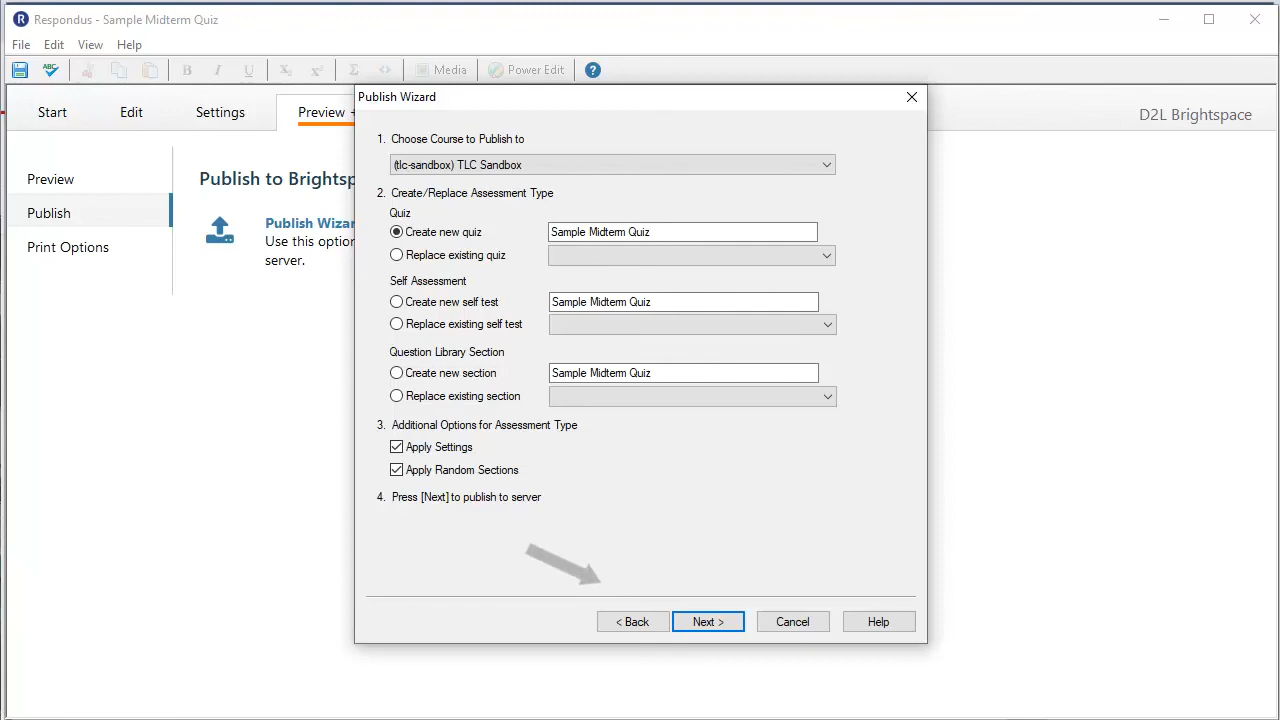 R Respondus - Sample Midterm Quiz
File Edit View Help
ABC B I U X₂ X² Σ <> Media Power Edit ?
Start Edit Settings Preview +
D2L Brightspace
Preview
Publish
Print Options
Publish to Brightsp
Publish Wizar
Use this option
server.
Publish Wizard
1. Choose Course to Publish to
(tlc-sandbox) TLC Sandbox
2. Create/Replace Assessment Type
Quiz
Create new quiz Sample Midterm Quiz
Replace existing quiz
Self Assessment
Create new self test Sample Midterm Quiz
Replace existing self test
Question Library Section
Create new section Sample Midterm Quiz
Replace existing section
3. Additional Options for Assessment Type
Apply Settings
Apply Random Sections
4. Press [Next] to publish to server
< Back Next > Cancel Help